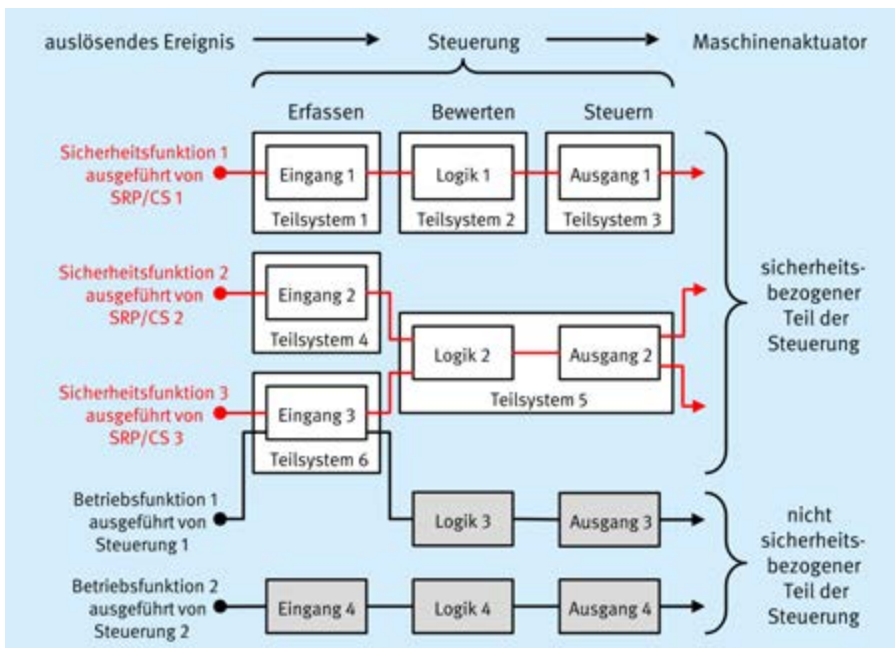 auslösendes Ereignis Steuerung Maschinenaktuator
Erfassen Bewerten Steuern
Sicherheitsfunktion 1
ausgeführt von
SRP/CS 1
Eingang 1 Logik 1 Ausgang 1
Teilsystem 1 Teilsystem 2 Teilsystem 3
Sicherheitsfunktion 2
ausgeführt von
SRP/CS 2
Eingang 2
Teilsystem 4
Logik 2 Ausgang 2
Teilsystem 5
sicherheits-
bezogener
Teil der
Steuerung
Sicherheitsfunktion 3
ausgeführt von
SRP/CS 3
Eingang 3
Teilsystem 6
Betriebsfunktion 1
ausgeführt von
Steuerung 1
Logik 3 Ausgang 3
Betriebsfunktion 2
ausgeführt von
Steuerung 2
Eingang 4 Logik 4 Ausgang 4
nicht
sicherheits-
bezogener
Teil der
Steuerung